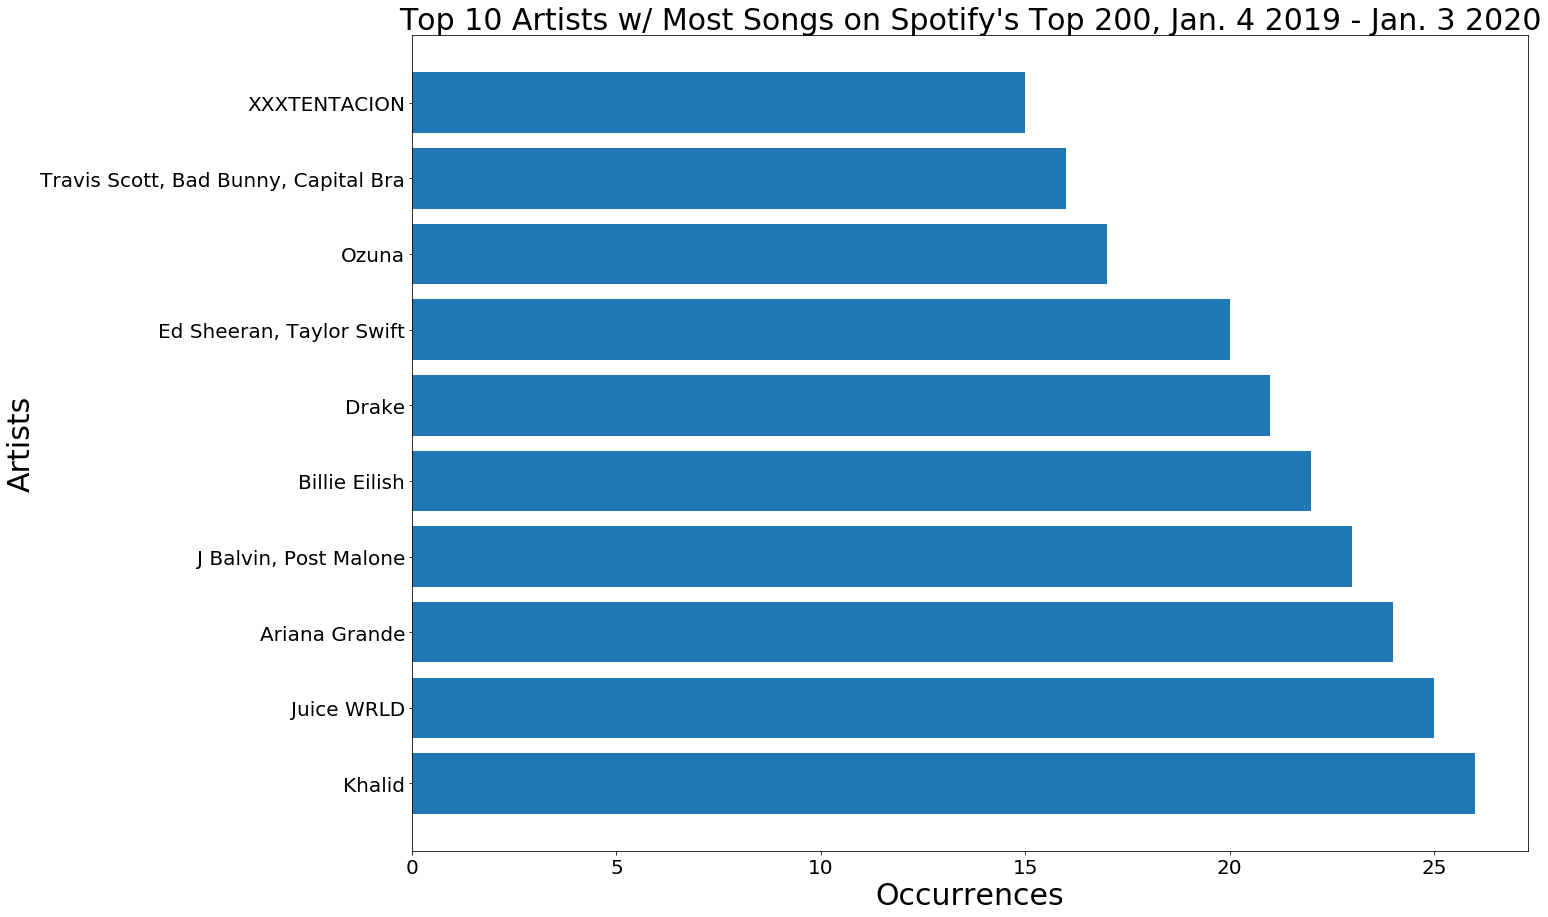 Top 10 Artists w/ Most Songs on Spotify's Top 200, Jan. 4 2019 - Jan. 3 2020
XXXTENTACION
Travis Scott, Bad Bunny, Capital Bra
Ozuna
Ed Sheeran, Taylor Swift
Drake
Billie Eilish
J Balvin, Post Malone
Ariana Grande
Juice WRLD
Khalid
Artists
0 5 10 15 20 25
Occurrences